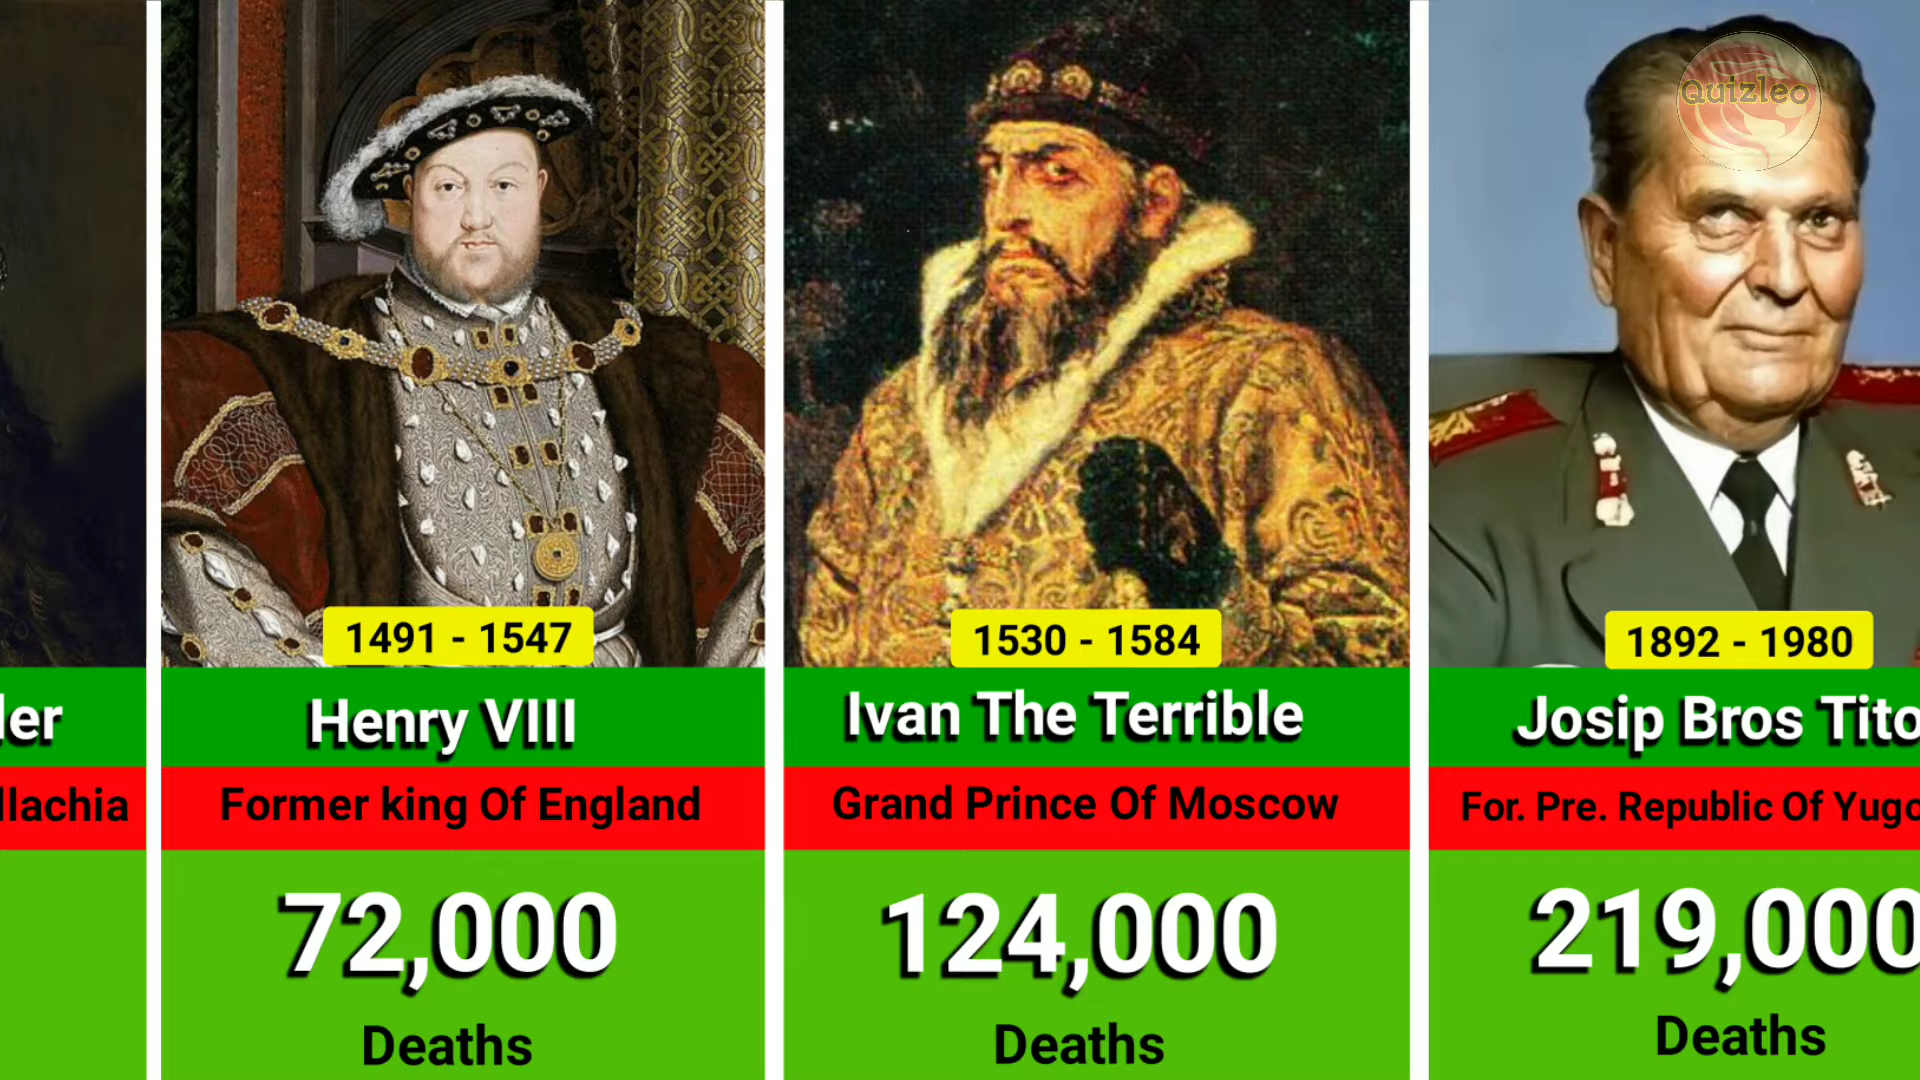 Quizleo
ler
llachia
1491 - 1547
Henry VIII
Former king Of England
72,000
Deaths
1530 - 1584
Ivan The Terrible
Grand Prince Of Moscow
124,000
Deaths
1892 - 1980
Josip Bros Tito
For. Pre. Republic Of Yugo
219,000
Deaths